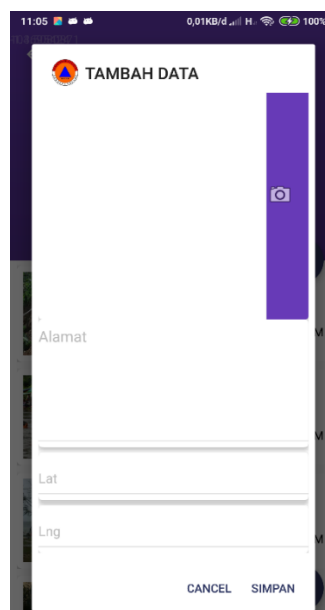 11:05 0,01KB/d H 100%
TAMBAH DATA
Alamat
M
M
Lat
Lng
M
CANCEL SIMPAN